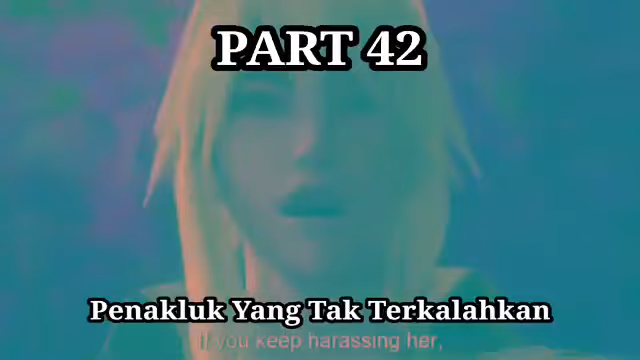 PART 42
Penakluk Yang Tak Terkalahkan
If you keep harassing her,